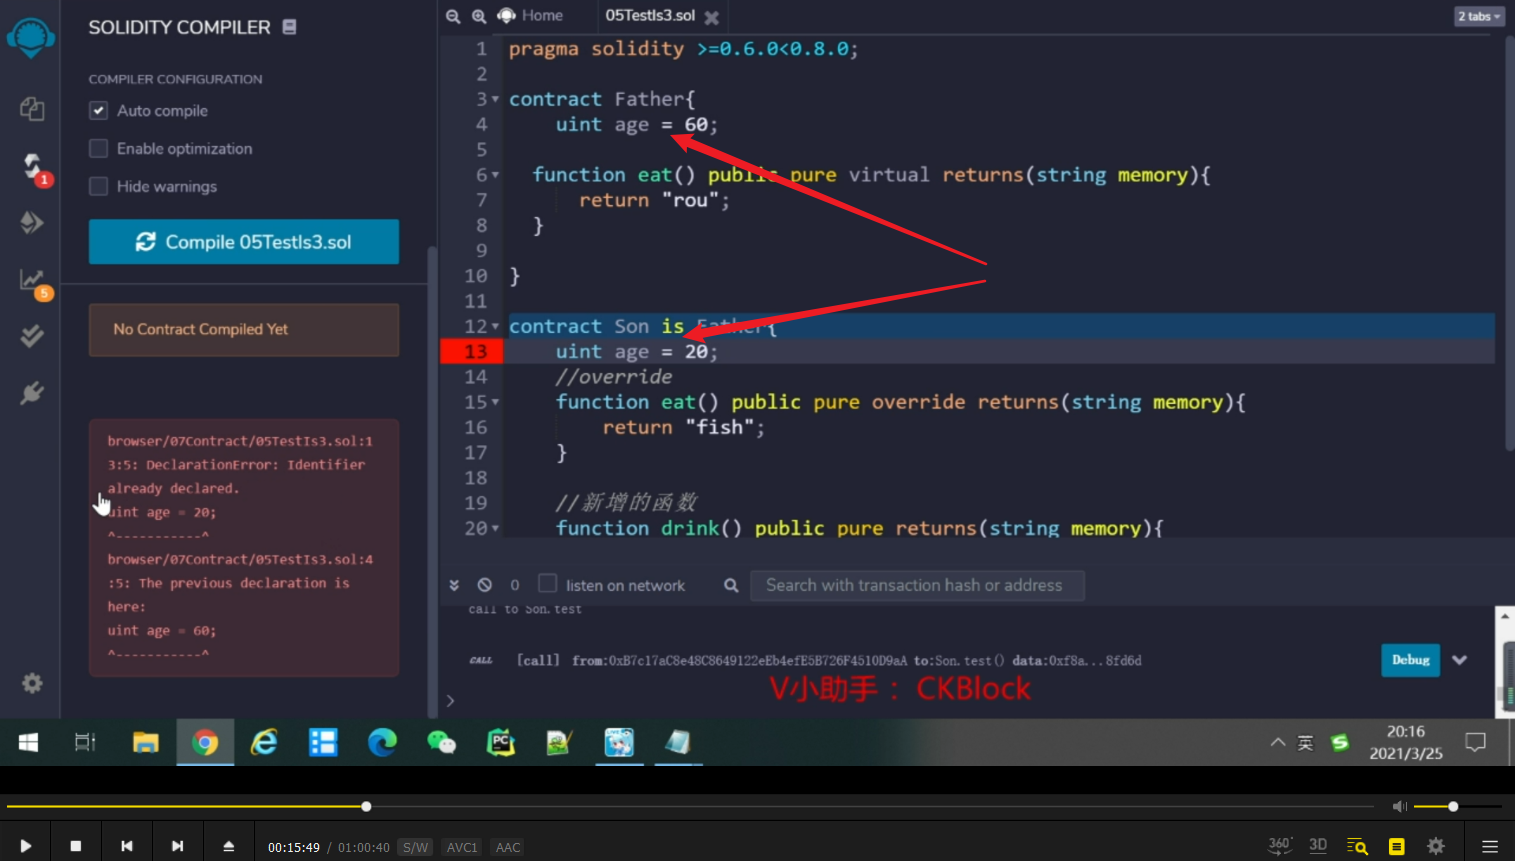 SOLIDITY COMPILER
COMPILER CONFIGURATION
Auto compile
Enable optimization
Hide warnings
Compile 05TestIs3.sol
No Contract Compiled Yet
browser/07Contract/05TestIs3.sol:1
3:5: DeclarationError: Identifier
already declared.
uint age = 20;
^-----------^
browser/07Contract/05TestIs3.sol:4
:5: The previous declaration is
here:
uint age = 60;
^-----------^
1
5
Home
05TestIs3.sol
2 tabs
1 pragma solidity >=0.6.0<0.8.0;
2
3 contract Father{
4 uint age = 60;
5
6 function eat() public pure virtual returns(string memory){
7 return "rou";
8 }
9
10 }
11
12 contract Son is Father{
13 uint age = 20;
14 //override
15 function eat() public pure override returns(string memory){
16 return "fish";
17 }
18
19 //新增的函数
20 function drink() public pure returns(string memory){
0 listen on network Search with transaction hash or address
call to Son.test
CALL [call] from:0xB7c17aC8e48C8649122eEb4efE5B726F4510D9aA to:Son.test() data:0xf8a...8fd6d
Debug
>
V小助手： CKBlock
PC
英
20:16
2021/3/25
00:15:49 / 01:00:40 S/W AVC1 AAC
360°
3D